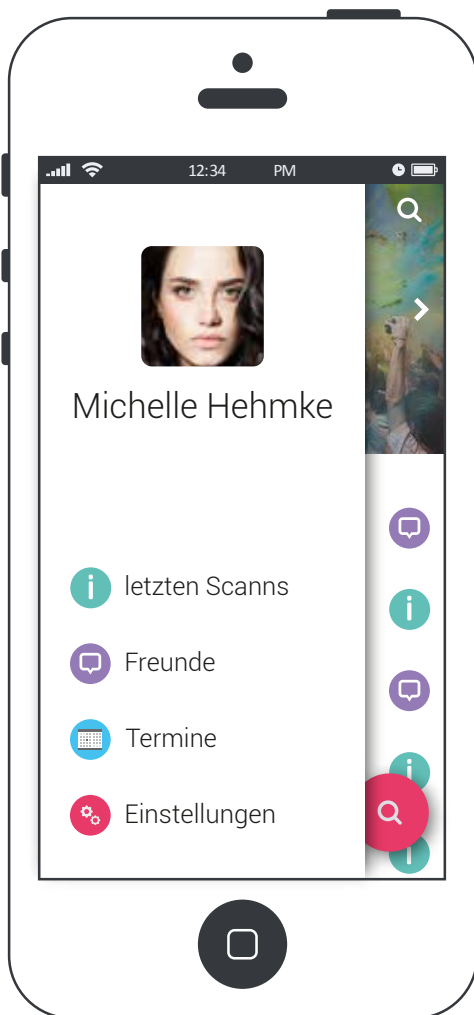 12:34 PM
Michelle Hehmke
letzten Scanns
Freunde
Termine
Einstellungen